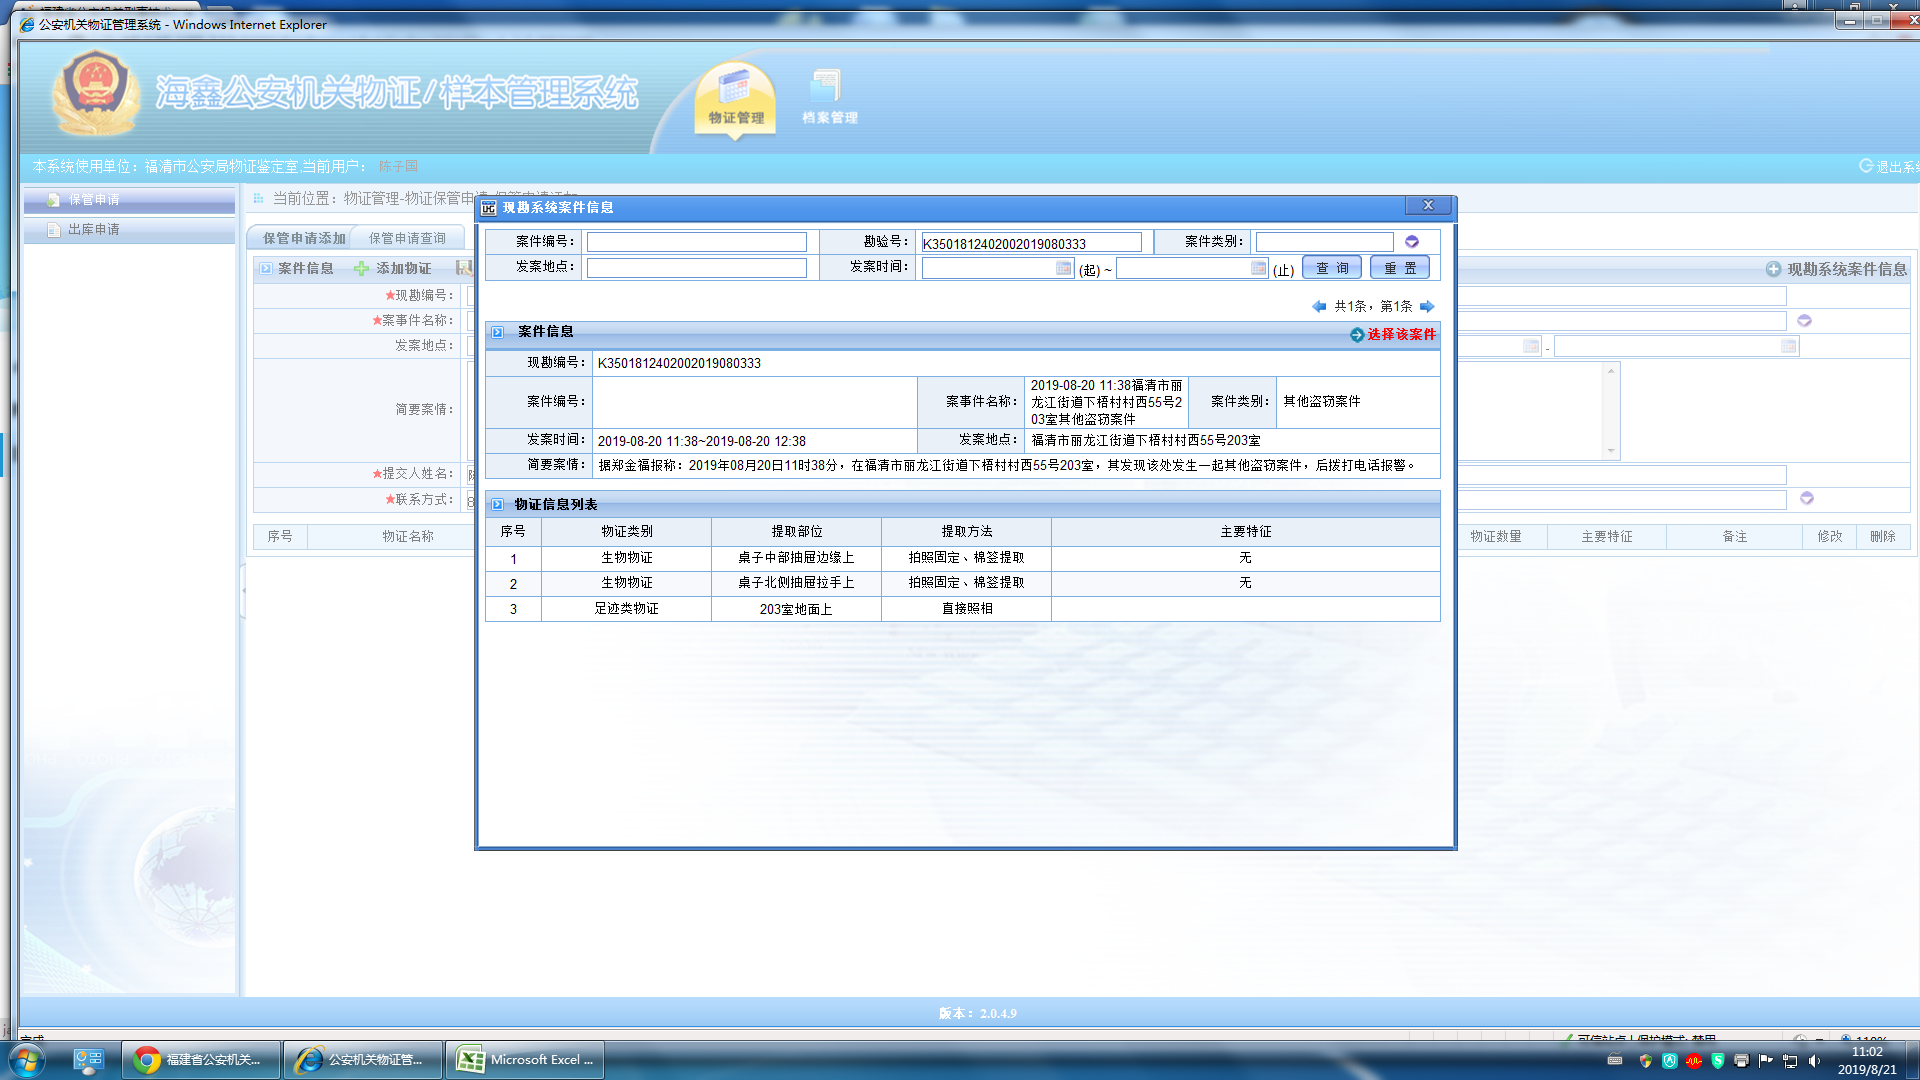 公安机关物证管理系统 - Windows Internet Explorer
海鑫公安机关物证/样本管理系统
物证管理
档案管理
本系统使用单位：福清市公安局物证鉴定室,当前用户： 陈子国
退出系统
保管申请
出库申请
当前位置：物证管理-物证保管申请-保管申请添加
保管申请添加
保管申请查询
案件信息
添加物证
现勘系统案件信息
★现勘编号：
★案事件名称：
发案地点：
简要案情：
★提交人姓名：
★联系方式：
-
序号
物证名称
物证数量
主要特征
备注
修改
删除
现勘系统案件信息
案件编号：
勘验号：
K3501812402002019080333
案件类别：
发案地点：
发案时间：
(起) ~
(止)
查 询
重 置
共1条，第1条
案件信息
选择该案件
现勘编号：
K3501812402002019080333
案件编号：
案事件名称：
2019-08-20 11:38福清市丽
龙江街道下梧村村西55号2
03室其他盗窃案件
案件类别：
其他盗窃案件
发案时间：
2019-08-20 11:38~2019-08-20 12:38
发案地点：
福清市丽龙江街道下梧村村西55号203室
简要案情：
据郑金福报称：2019年08月20日11时38分，在福清市丽龙江街道下梧村村西55号203室，其发现该处发生一起其他盗窃案件，后拨打电话报警。
物证信息列表
序号 物证类别 提取部位 提取方法 主要特征
1 生物物证 桌子中部抽屉边缘上 拍照固定、棉签提取 无
2 生物物证 桌子北侧抽屉拉手上 拍照固定、棉签提取 无
3 足迹类物证 203室地面上 直接照相
版本：2.0.4.9
福建省公安机关...
公安机关物证管...
Microsoft Excel ...
11:02
2019/8/21